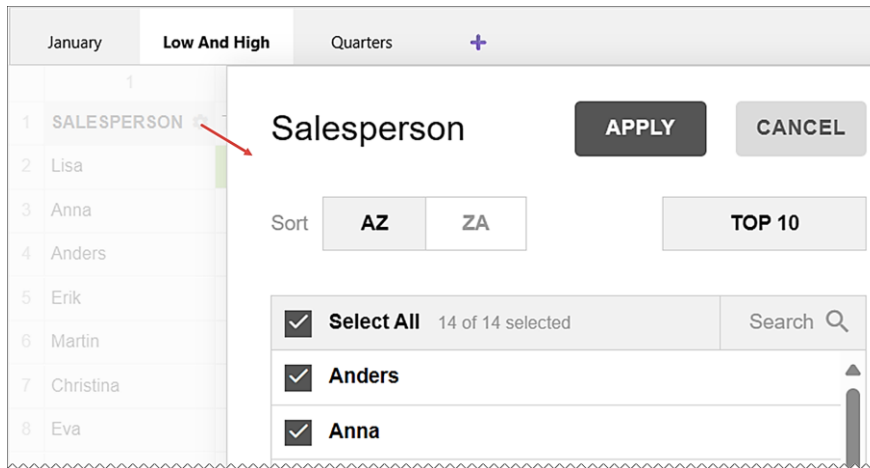 January Low And High Quarters +
1
1 SALESPERSON
Salesperson APPLY CANCEL
2 Lisa
3 Anna
Sort AZ ZA TOP 10
4 Anders
5 Erik
Select All 14 of 14 selected Search
6 Martin
7 Christina
Anders
8 Eva
Anna